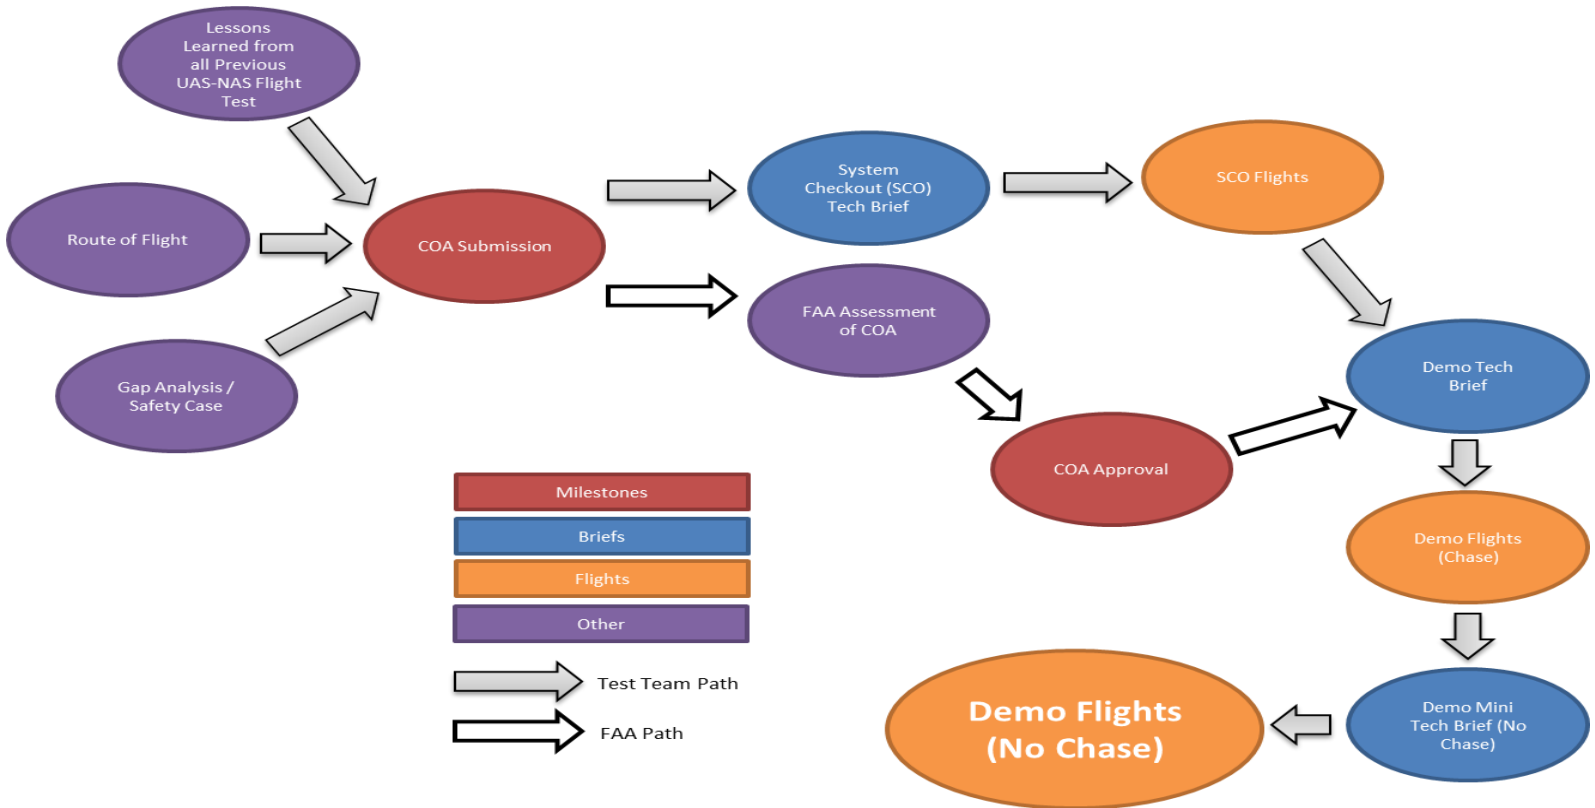 Lessons
Learned from
all Previous
UAS-NAS Flight
Test
Route of Flight
Gap Analysis /
Safety Case
COA Submission
System
Checkout (SCO)
Tech Brief
FAA Assessment
of COA
SCO Flights
COA Approval
Demo Tech
Brief
Demo Flights
(Chase)
Demo Mini
Tech Brief (No
Chase)
Demo Flights
(No Chase)
Milestones
Briefs
Flights
Other
Test Team Path
FAA Path